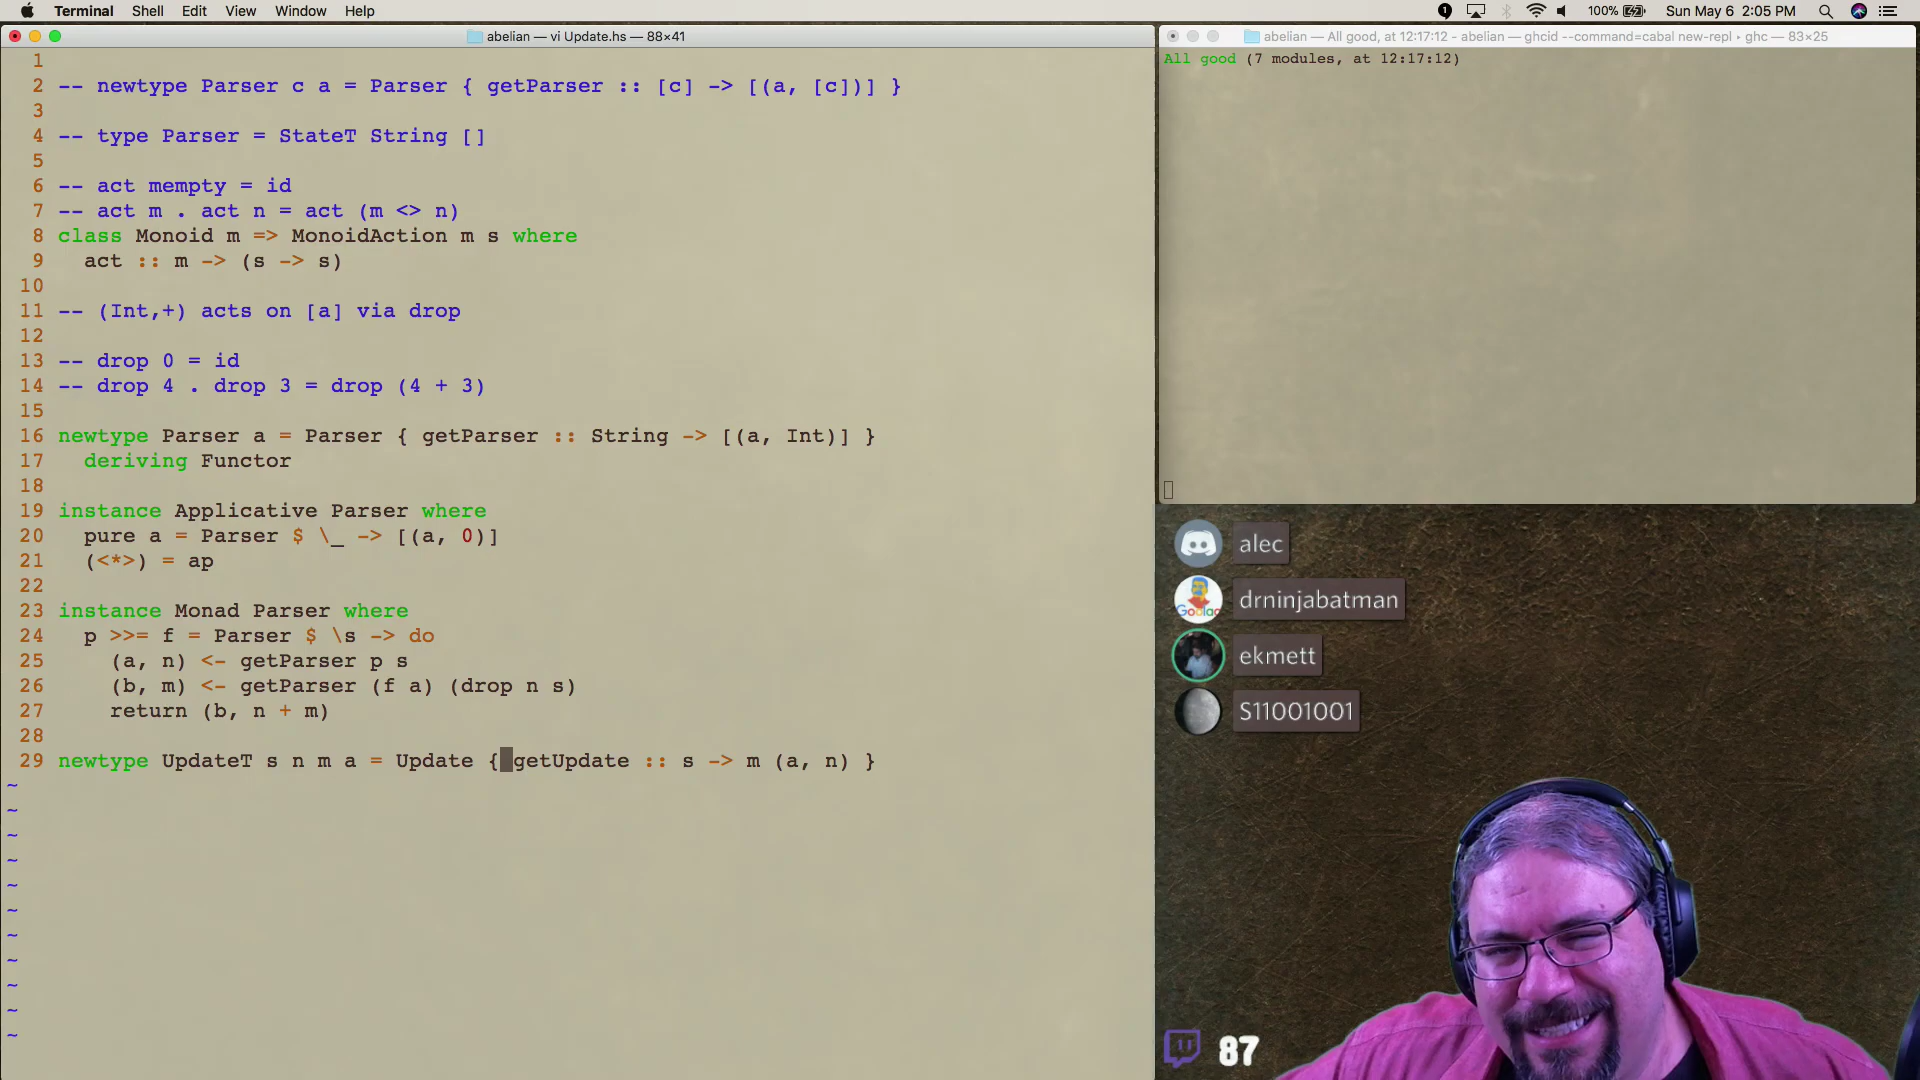 Terminal Shell Edit View Window Help
1 100% Sun May 6 2:05 PM
abelian — vi Update.hs — 88×41
1
2 -- newtype Parser c a = Parser { getParser :: [c] -> [(a, [c])] }
3
4 -- type Parser = StateT String []
5
6 -- act mempty = id
7 -- act m . act n = act (m <> n)
8 class Monoid m => MonoidAction m s where
9 act :: m -> (s -> s)
10
11 -- (Int,+) acts on [a] via drop
12
13 -- drop 0 = id
14 -- drop 4 . drop 3 = drop (4 + 3)
15
16 newtype Parser a = Parser { getParser :: String -> [(a, Int)] }
17 deriving Functor
18
19 instance Applicative Parser where
20 pure a = Parser $ \_ -> [(a, 0)]
21 (<*>) = ap
22
23 instance Monad Parser where
24 p >>= f = Parser $ \s -> do
25 (a, n) <- getParser p s
26 (b, m) <- getParser (f a) (drop n s)
27 return (b, n + m)
28
29 newtype UpdateT s n m a = Update { getUpdate :: s -> m (a, n) }
~
~
~
~
~
~
~
~
~
~
~
abelian — All good, at 12:17:12 - abelian — ghcid --command=cabal new-repl ‣ ghc — 83×25
All good (7 modules, at 12:17:12)
alec
drninjabatman
ekmett
S11001001
87